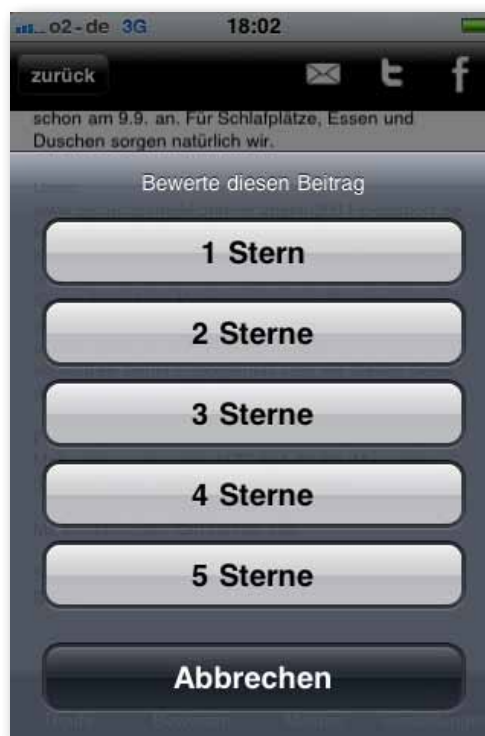 o2-de 3G 18:02
zurück
schon am 9.9. an. Für Schlafplätze, Essen und
Duschen sorgen natürlich wir.
Bewerte diesen Beitrag
1 Stern
2 Sterne
3 Sterne
4 Sterne
5 Sterne
Abbrechen